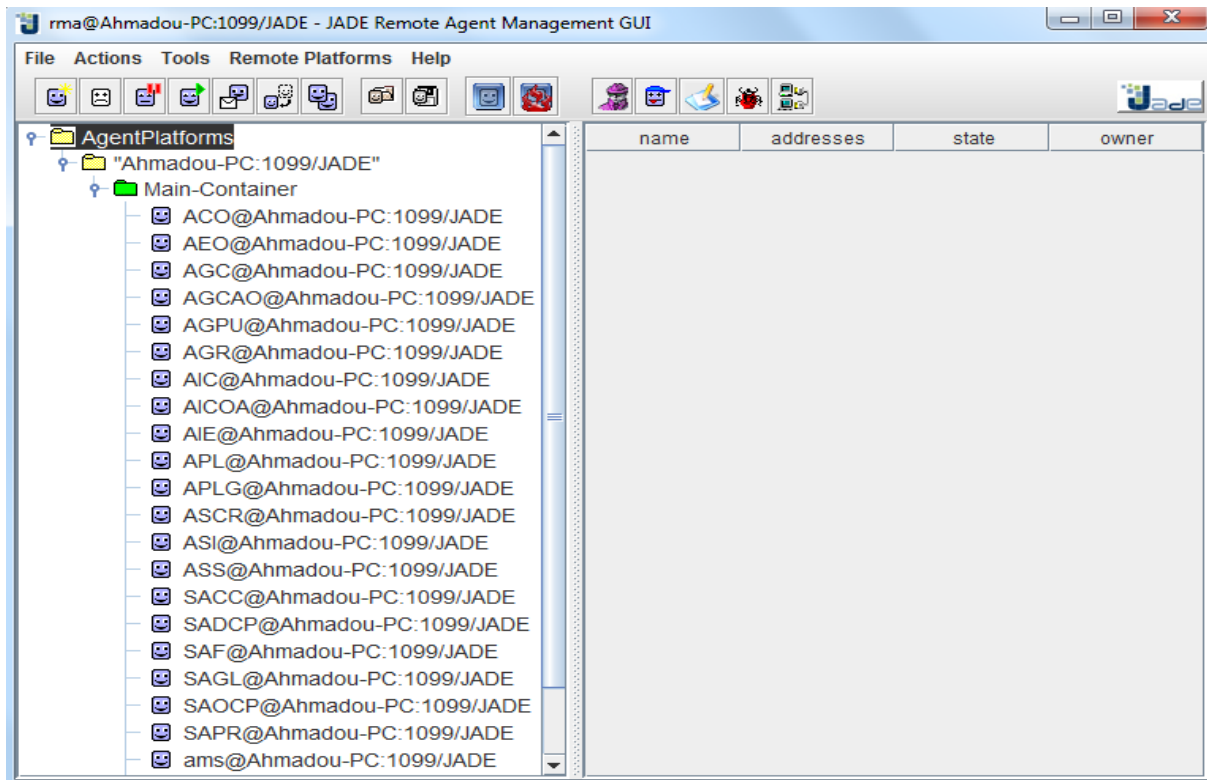 rma@Ahmadou-PC:1099/JADE - JADE Remote Agent Management GUI
File Actions Tools Remote Platforms Help
Jade
AgentPlatforms
name addresses state owner
"Ahmadou-PC:1099/JADE"
Main-Container
ACO@Ahmadou-PC:1099/JADE
AEO@Ahmadou-PC:1099/JADE
AGC@Ahmadou-PC:1099/JADE
AGCAO@Ahmadou-PC:1099/JADE
AGPU@Ahmadou-PC:1099/JADE
AGR@Ahmadou-PC:1099/JADE
AIC@Ahmadou-PC:1099/JADE
AICOA@Ahmadou-PC:1099/JADE
AIE@Ahmadou-PC:1099/JADE
APL@Ahmadou-PC:1099/JADE
APLG@Ahmadou-PC:1099/JADE
ASCR@Ahmadou-PC:1099/JADE
ASI@Ahmadou-PC:1099/JADE
ASS@Ahmadou-PC:1099/JADE
SACC@Ahmadou-PC:1099/JADE
SADCP@Ahmadou-PC:1099/JADE
SAF@Ahmadou-PC:1099/JADE
SAGL@Ahmadou-PC:1099/JADE
SAOCP@Ahmadou-PC:1099/JADE
SAPR@Ahmadou-PC:1099/JADE
ams@Ahmadou-PC:1099/JADE